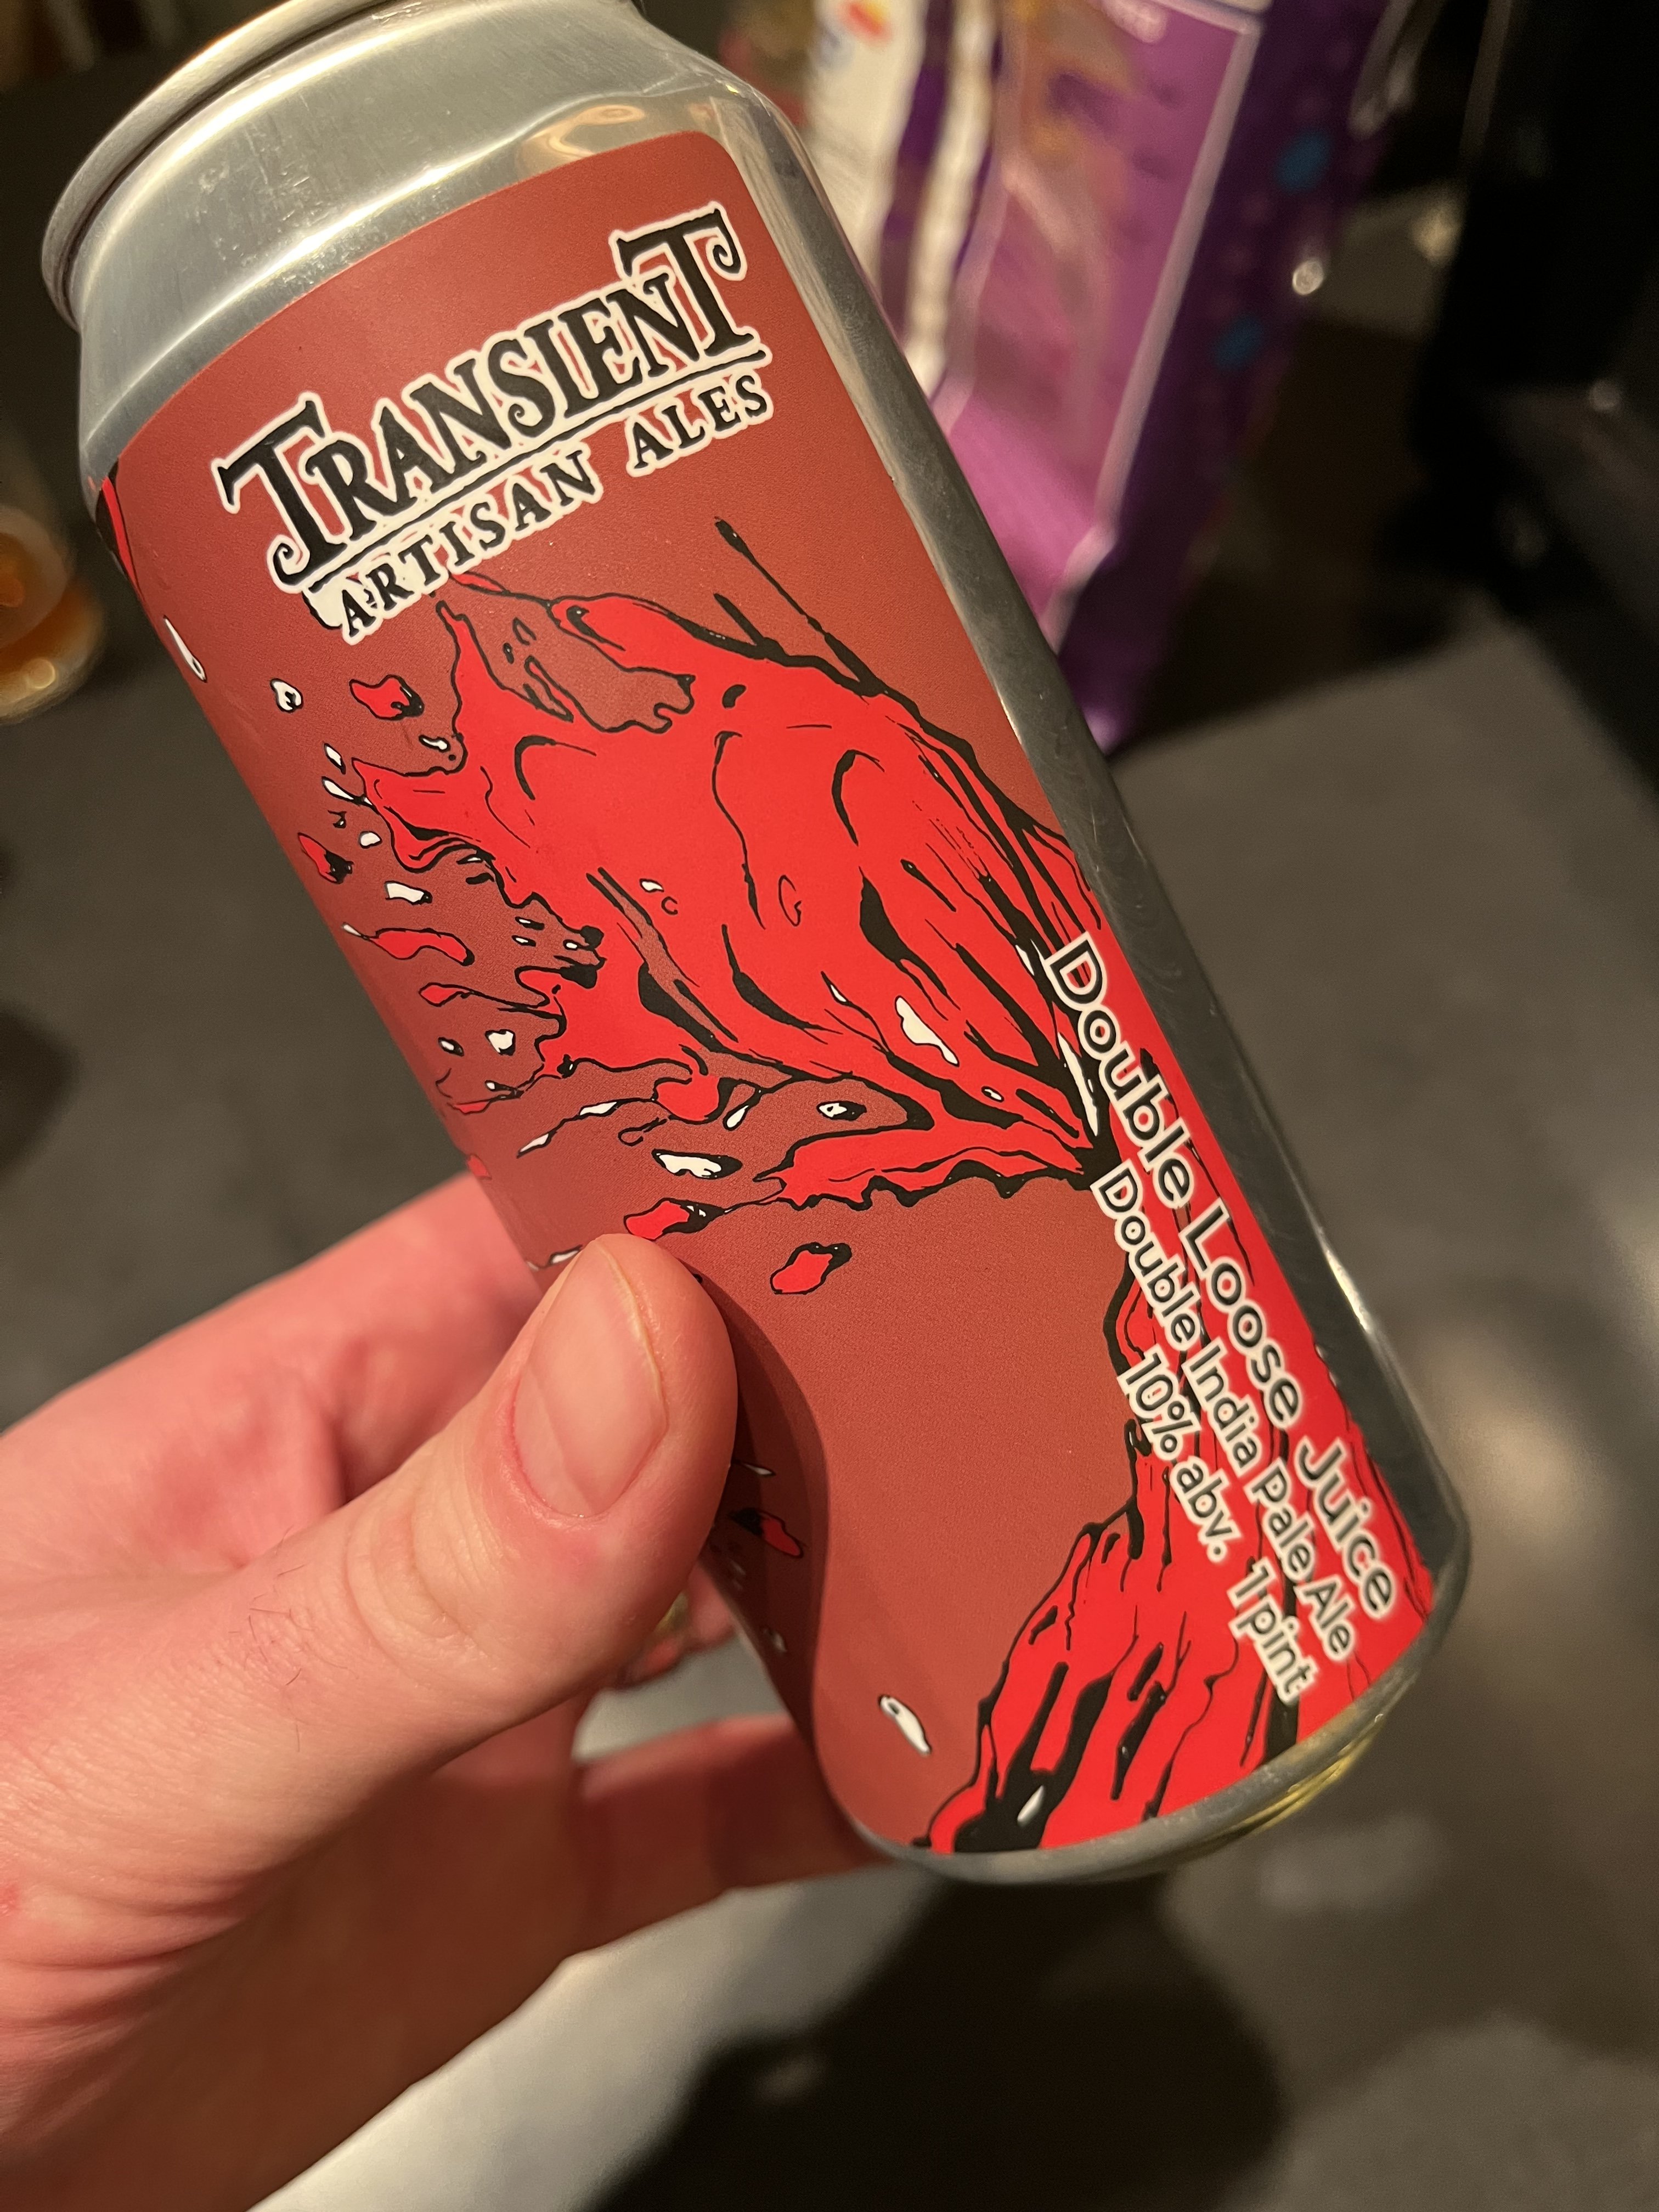 TRANSIENT
ARTISAN ALES
Double Loose Juice
Double India Pale Ale
10% abv. 1 pint